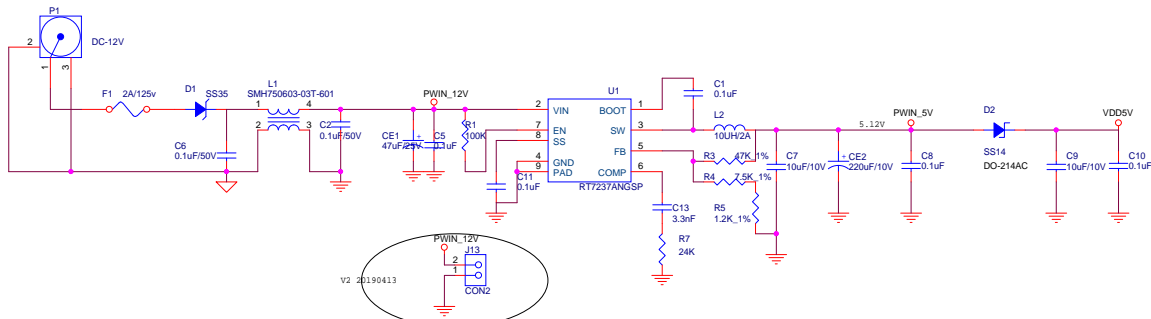 P1
DC-12V
2
1
3
F1 2A/125v
D1
SS35
L1
SMH750603-03T-601
1
4
2
3
C6
0.1uF/50V
C2
0.1uF/50V
PWIN_12V
CE1
47uF/25V
C5
0.1uF
R1
100K
C11
0.1uF
U1
2 VIN
7 EN
8 SS
4 GND
9 PAD
BOOT 1
SW 3
FB 5
COMP 6
RT7237ANGSP
C1
0.1uF
L2
10UH/2A
R3 47K_1%
R4 7.5K_1%
R5
1.2K_1%
C13
3.3nF
R7
24K
C7
10uF/10V
5.12V
CE2
220uF/10V
PWIN_5V
C8
0.1uF
D2
SS14
DO-214AC
VDD5V
C9
10uF/10V
C10
0.1uF
PWIN_12V
J13
2
1
CON2
V2 20190413